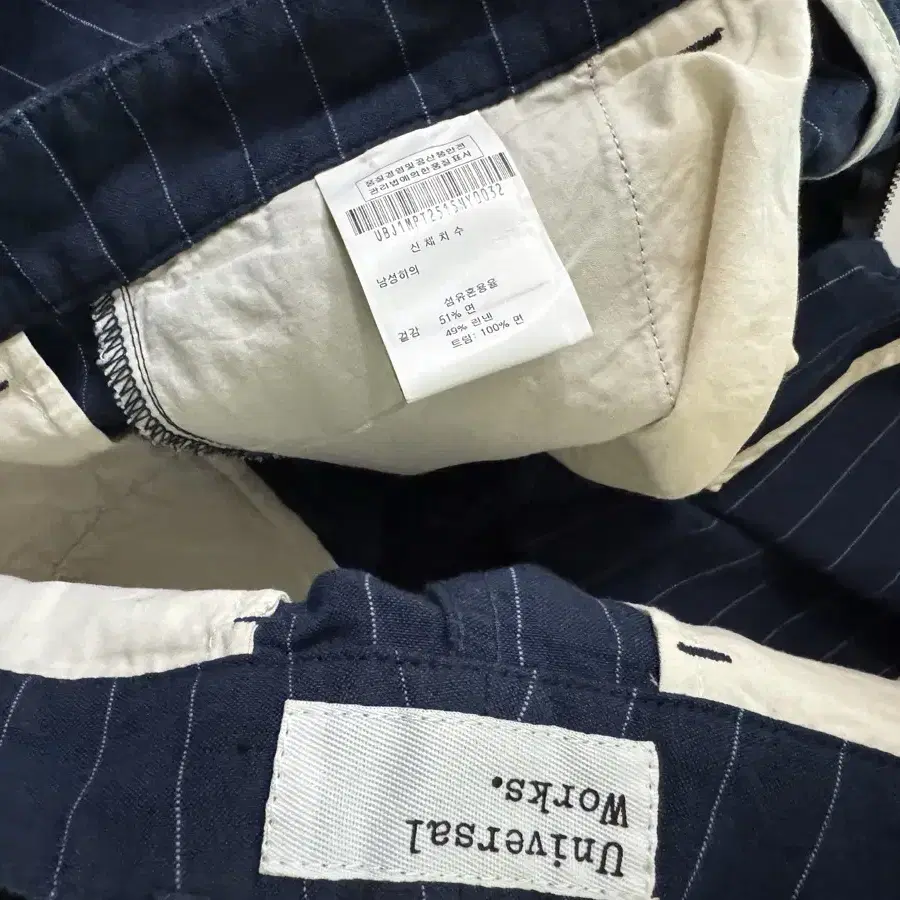 품질경영및공산품안전
관리법에의한품질표시
UBJ1MPT251SNY0032
신체치수
남성하의
섬유혼용율
겉감
51% 면
49% 린넨
트림: 100% 면
Universal
Works.